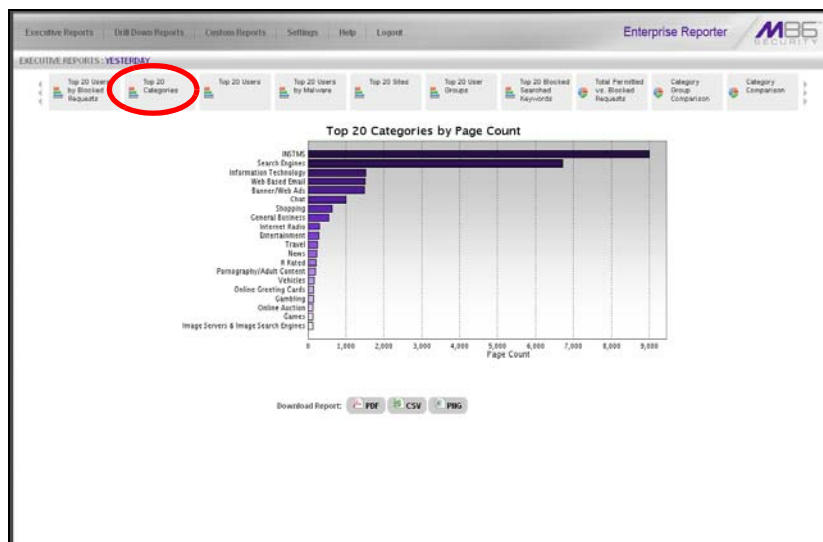 Executive Reports Drill Down Reports Custom Reports Settings Help Logout
Enterprise Reporter M86 SECURITY
EXECUTIVE REPORTS : YESTERDAY
Top 20 Users by Blocked Requests
Top 20 Categories
Top 20 Users
Top 20 Users by Malware
Top 20 Sites
Top 20 User Groups
Top 20 Blocked Searched Keywords
Total Permitted vs. Blocked Requests
Category Group Comparison
Category Comparison
Top 20 Categories by Page Count
INSTMS
Search Engines
Information Technology
Web Based Email
Banner/Web Ads
Chat
Shopping
General Business
Internet Radio
Entertainment
Travel
News
R Rated
Pornography/Adult Content
Vehicles
Online Greeting Cards
Gambling
Online Auction
Games
Image Servers & Image Search Engines
0 1,000 2,000 3,000 4,000 5,000 6,000 7,000 8,000 9,000
Page Count
Download Report: PDF CSV PNG